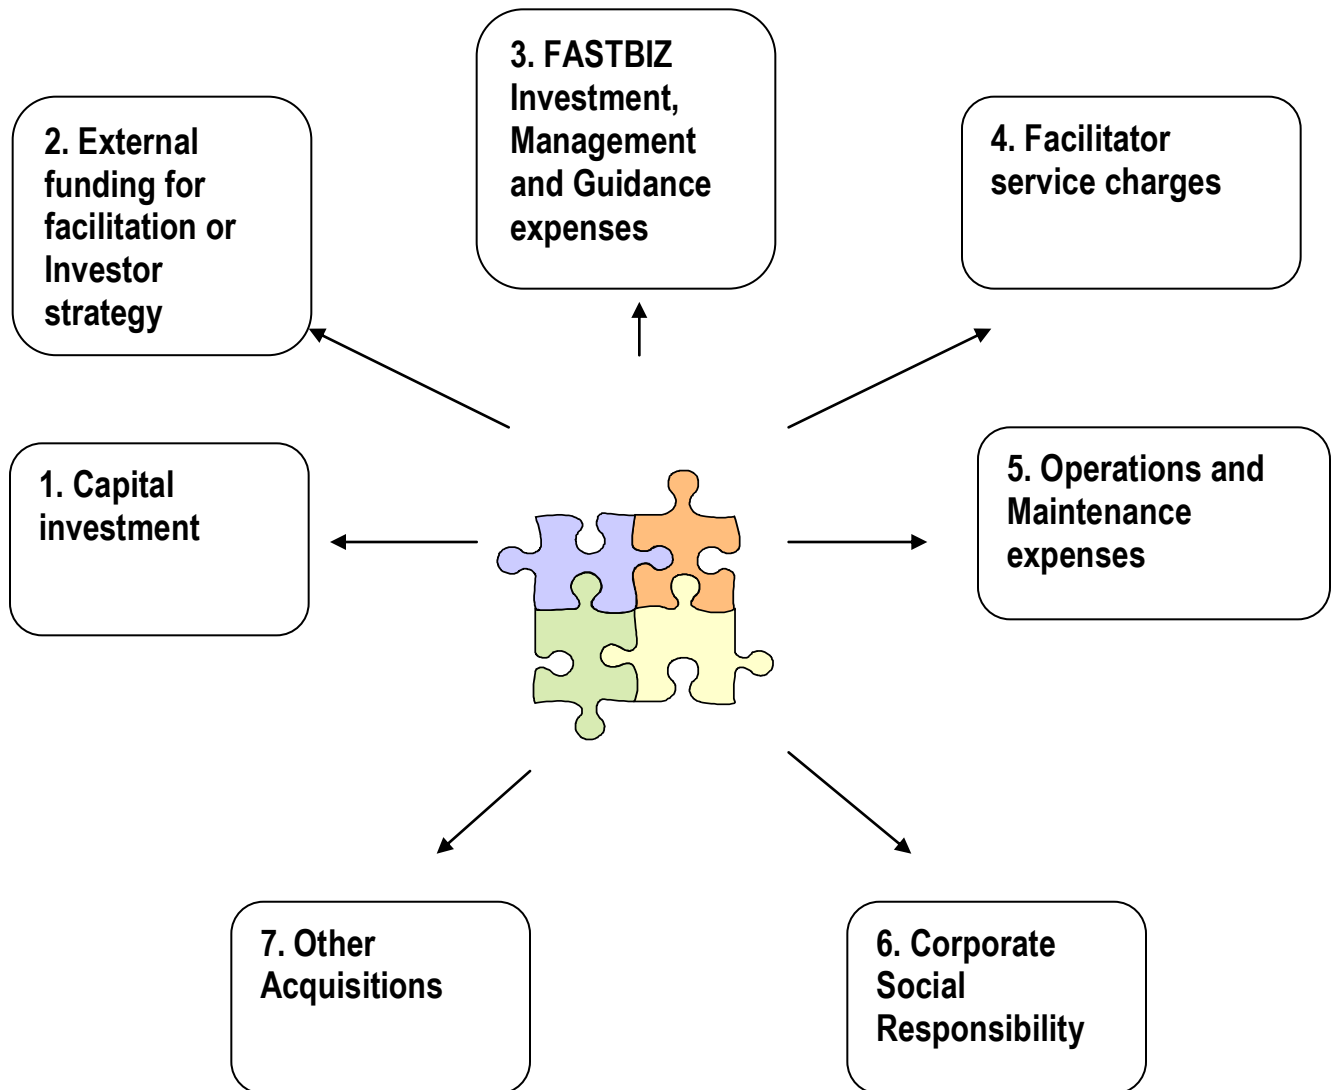 3. FASTBIZ
Investment,
Management
and Guidance
expenses
2. External
funding for
facilitation or
Investor
strategy
4. Facilitator
service charges
1. Capital
investment
5. Operations and
Maintenance
expenses
7. Other
Acquisitions
6. Corporate
Social
Responsibility